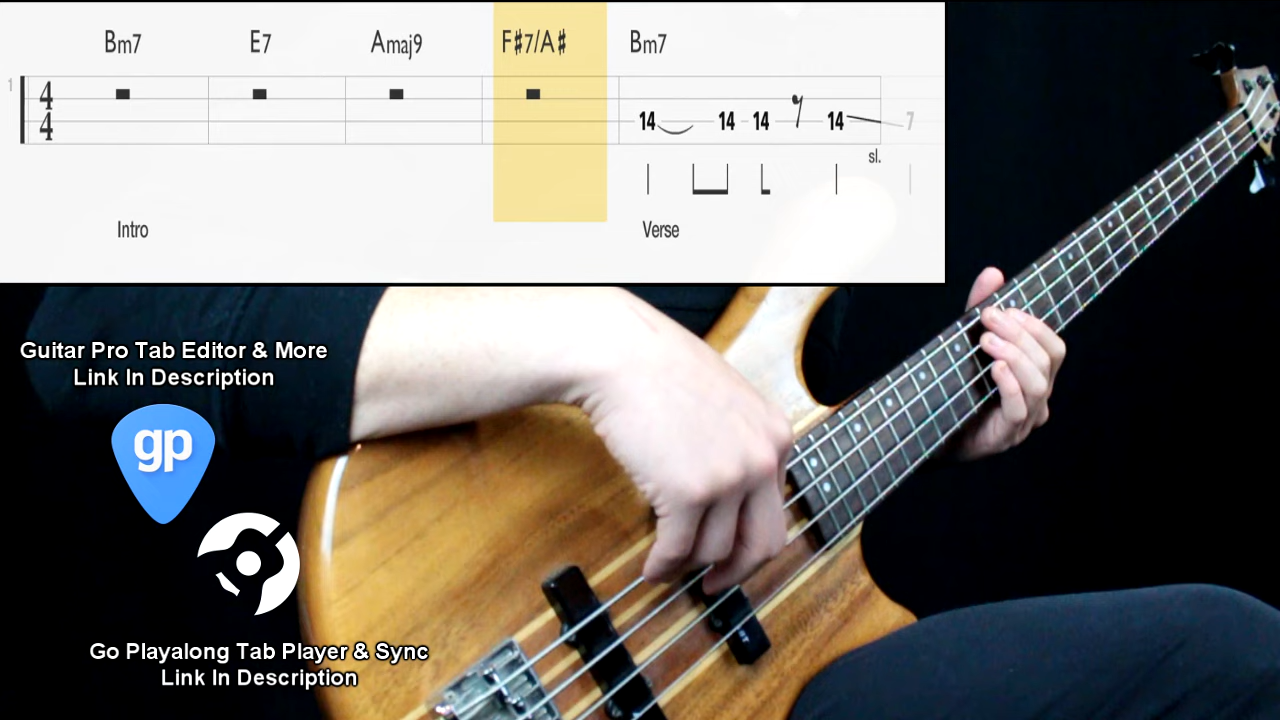 Bm7 E7 Amaj9 F#7/A# Bm7
1
4
4
14 14 14 14 7
sl.
Intro Verse
Guitar Pro Tab Editor & More
Link In Description
gp
Go Playalong Tab Player & Sync
Link In Description